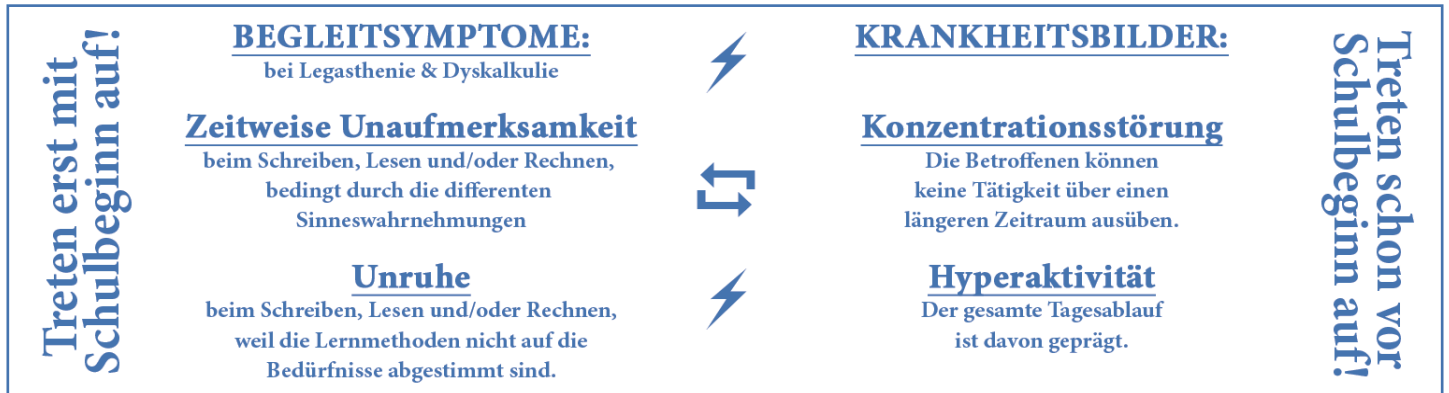 Treten erst mit
Schulbeginn auf!
BEGLEITSYMPTOME:
bei Legasthenie & Dyskalkulie
Zeitweise Unaufmerksamkeit
beim Schreiben, Lesen und/oder Rechnen,
bedingt durch die differenten
Sinneswahrnehmungen
Unruhe
beim Schreiben, Lesen und/oder Rechnen,
weil die Lernmethoden nicht auf die
Bedürfnisse abgestimmt sind.
KRANKHEITSBILDER:
Konzentrationsstörung
Die Betroffenen können
keine Tätigkeit über einen
längeren Zeitraum ausüben.
Hyperaktivität
Der gesamte Tagesablauf
ist davon geprägt.
Treten schon vor
Schulbeginn auf!